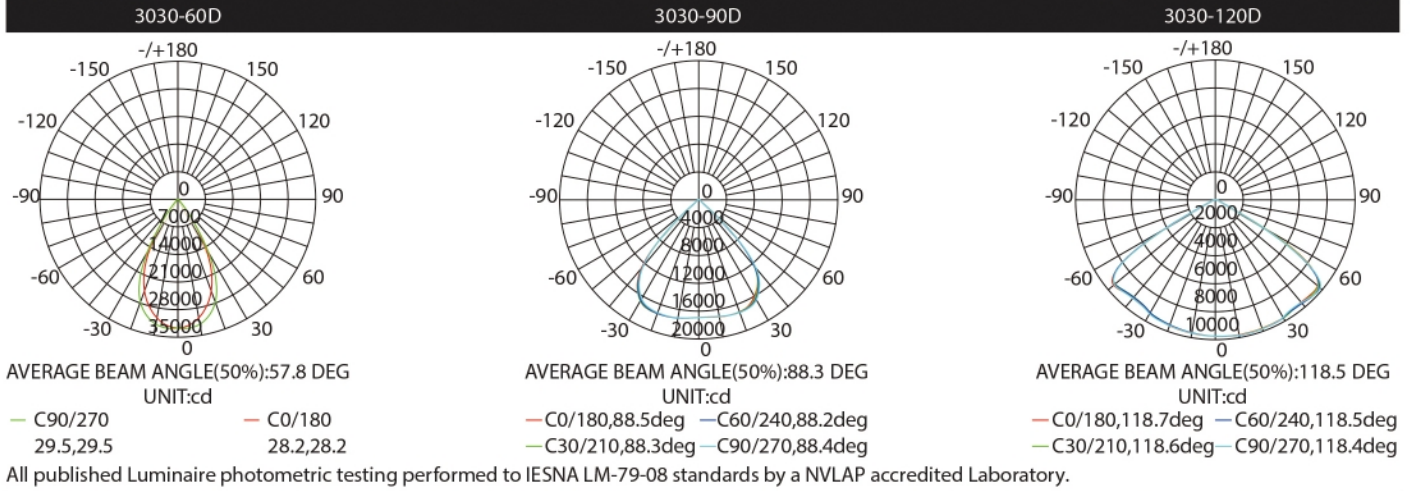 3030-60D
-/+180
-150 150
-120 120
-90 0 90
7000
14000
21000
-60 60
28000
35000
-30 30
0
AVERAGE BEAM ANGLE(50%):57.8 DEG
UNIT:cd
C90/270 C0/180
29.5,29.5 28.2,28.2
3030-90D
-/+180
-150 150
-120 120
-90 0 90
4000
8000
12000
-60 60
16000
20000
-30 30
0
AVERAGE BEAM ANGLE(50%):88.3 DEG
UNIT:cd
C0/180,88.5deg C60/240,88.2deg
C30/210,88.3deg C90/270,88.4deg
3030-120D
-/+180
-150 150
-120 120
-90 0 90
2000
4000
6000
-60 60
8000
10000
-30 30
0
AVERAGE BEAM ANGLE(50%):118.5 DEG
UNIT:cd
C0/180,118.7deg C60/240,118.5deg
C30/210,118.6deg C90/270,118.4deg
All published Luminaire photometric testing performed to IESNA LM-79-08 standards by a NVLAP accredited Laboratory.